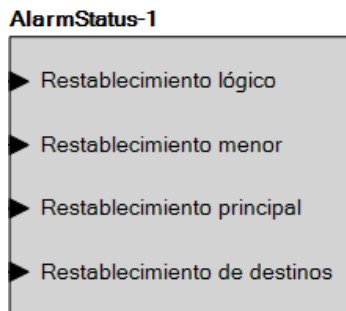 AlarmStatus-1
Restablecimiento lógico
Restablecimiento menor
Restablecimiento principal
Restablecimiento de destinos